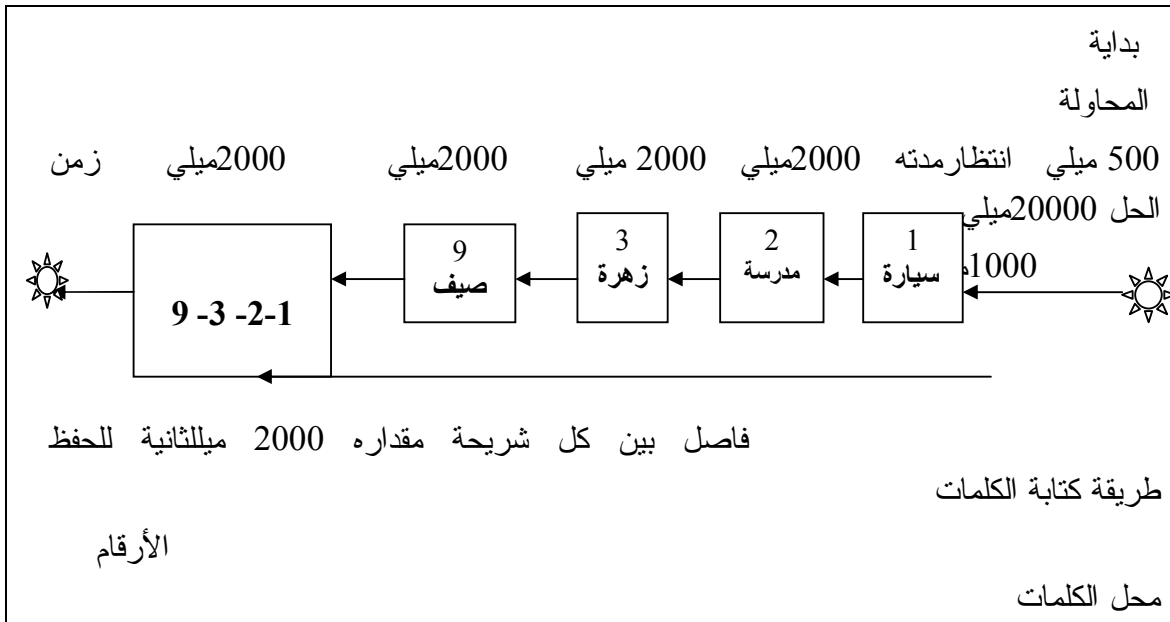 بداية
المحاولة
500 ميلي انتظارمدته 2000ميلي 2000 ميلي 2000ميلي 2000ميلي زمن
الحل 20000ميلي
1000م
1
سيارة
2
مدرسة
3
زهرة
9
صيف
1-2- 3- 9
فاصل بين كل شريحة مقداره 2000 ميللثانية للحفظ
طريقة كتابة الكلمات
الأرقام
محل الكلمات